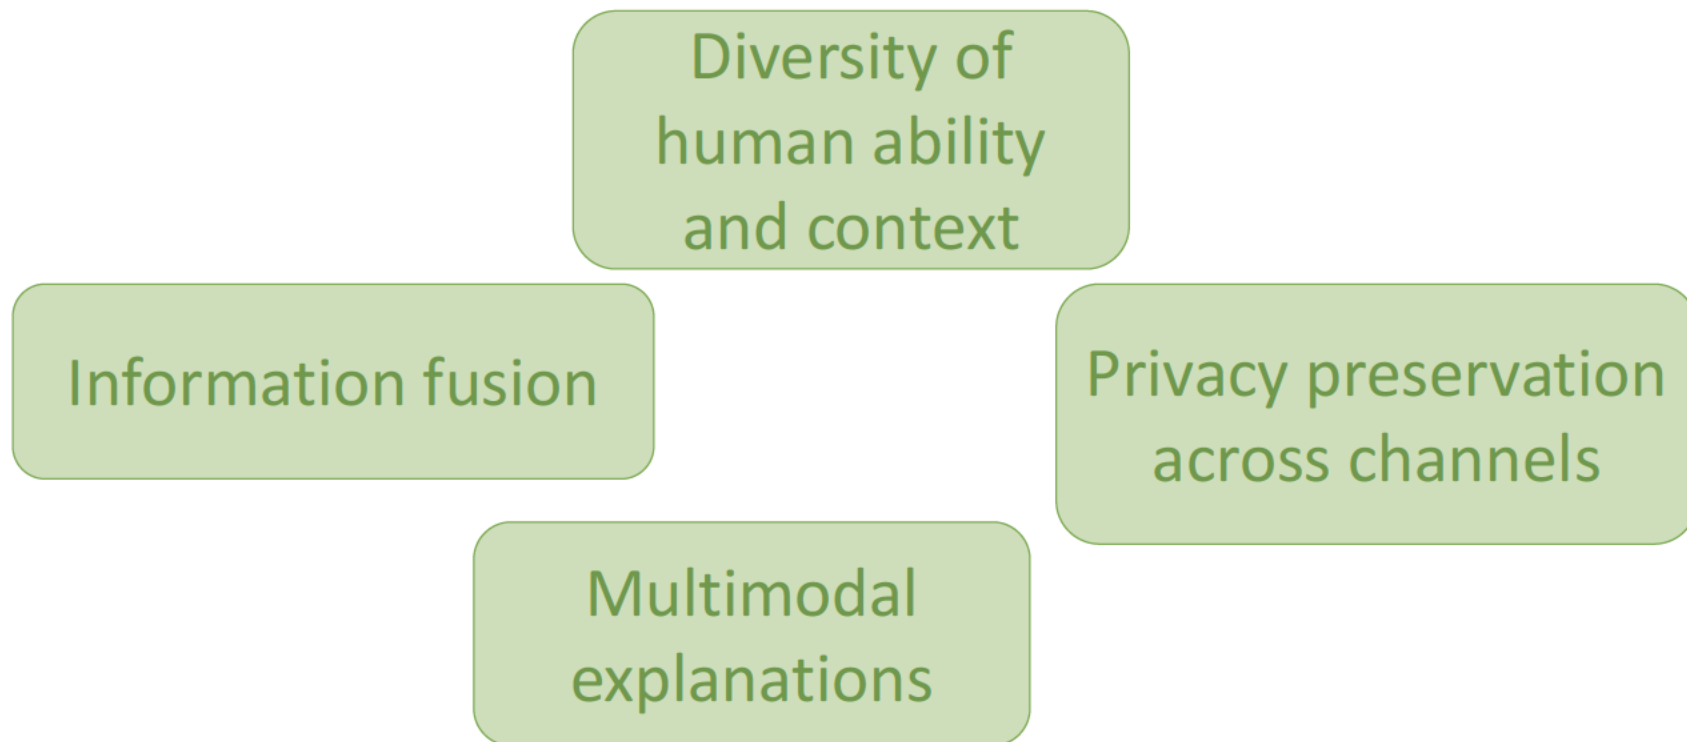 Diversity of
human ability
and context
Information fusion
Privacy preservation
across channels
Multimodal
explanations